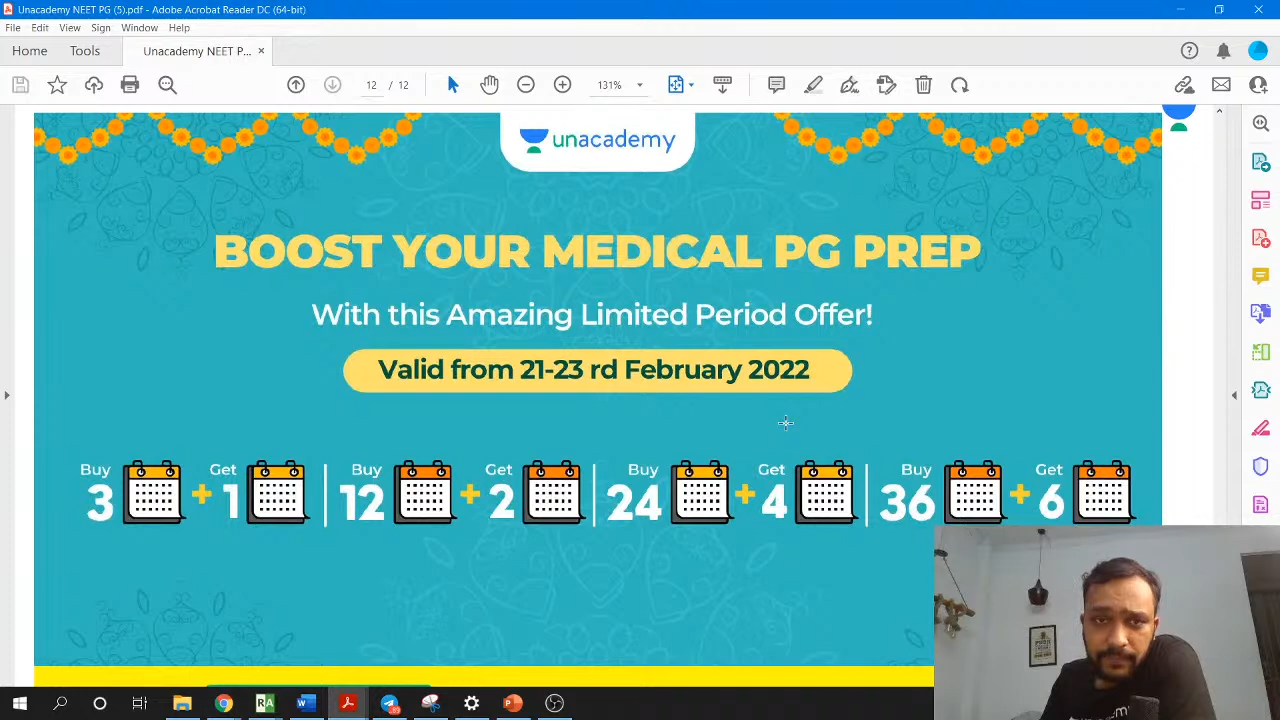 Unacademy NEET PG (5).pdf - Adobe Acrobat Reader DC (64-bit)
File Edit View Sign Window Help
Home Tools Unacademy NEET P... ×
12 / 12 131%
unacademy
BOOST YOUR MEDICAL PG PREP
With this Amazing Limited Period Offer!
Valid from 21-23 rd February 2022
Buy 3 + Get 1
Buy 12 + Get 2
Buy 24 + Get 4
Buy 36 + Get 6